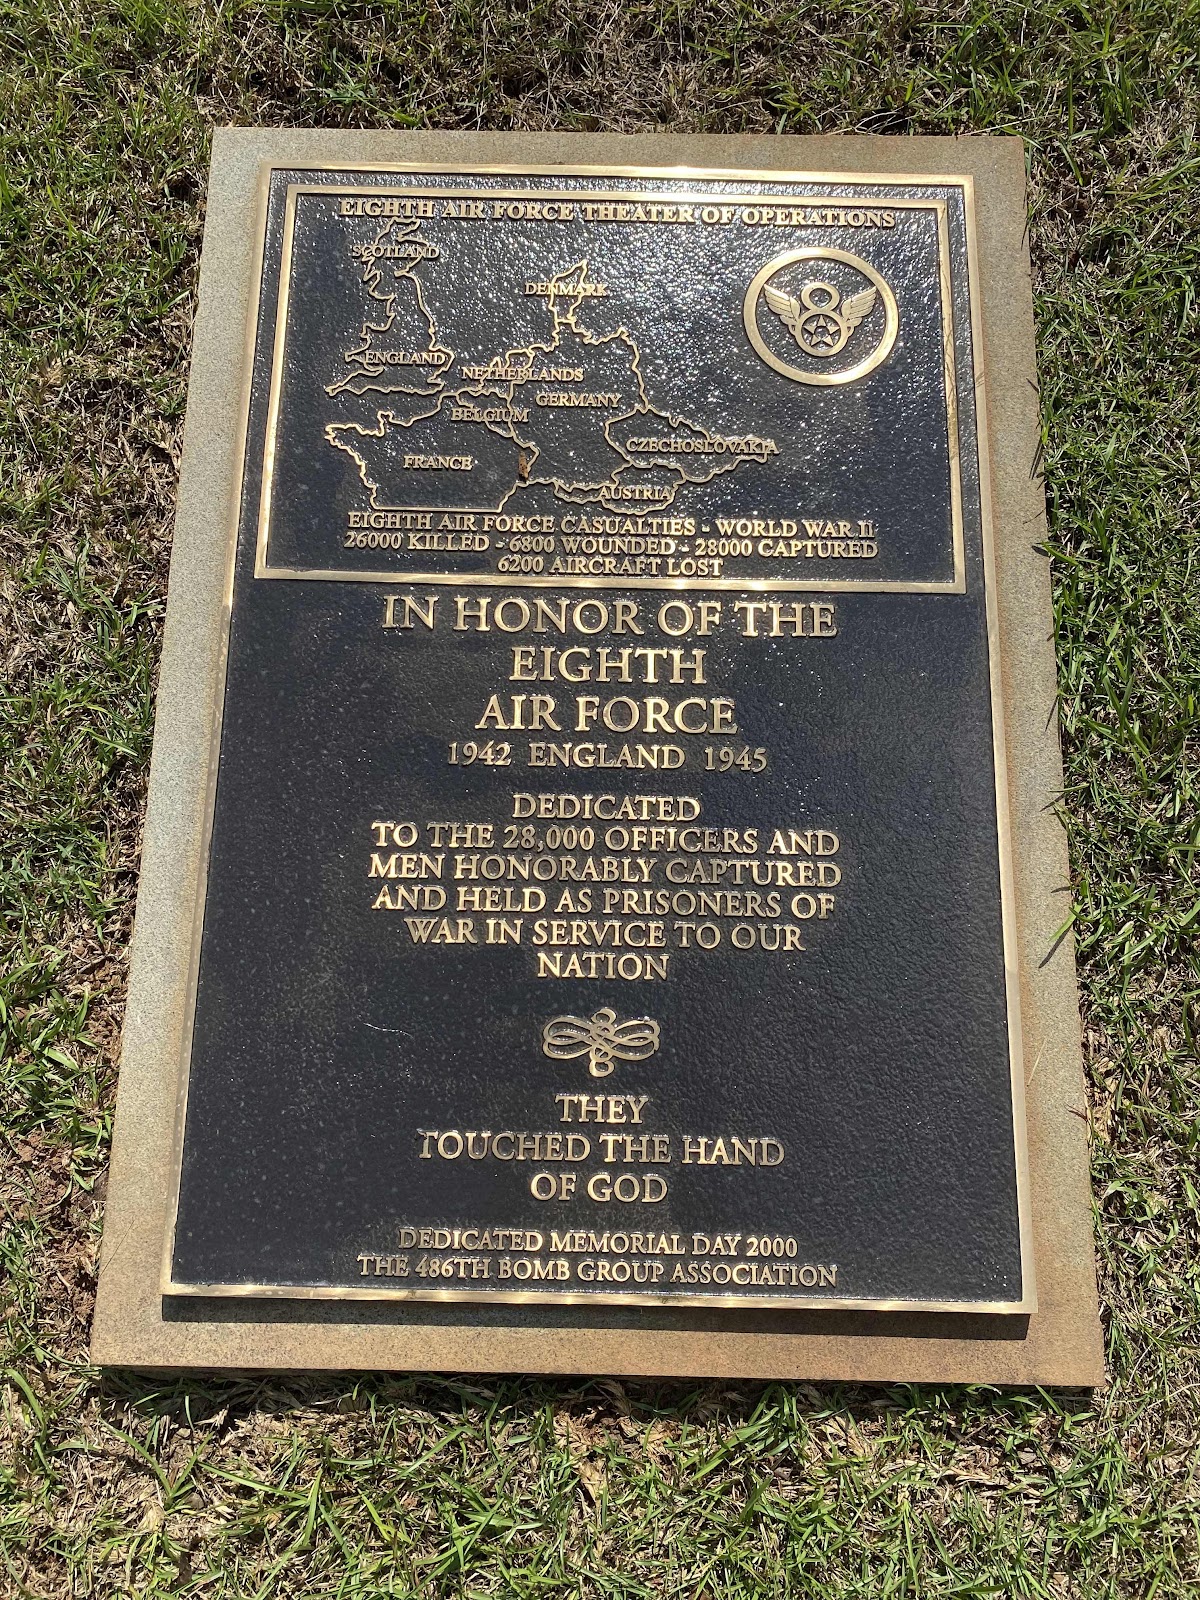 EIGHTH AIR FORCE THEATER OF OPERATIONS
SCOTLAND
DENMARK
8
ENGLAND
NETHERLANDS
GERMANY
BELGIUM
CZECHOSLOVAKIA
FRANCE
AUSTRIA
EIGHTH AIR FORCE CASUALTIES - WORLD WAR II
26000 KILLED - 6800 WOUNDED - 28000 CAPTURED
6200 AIRCRAFT LOST
IN HONOR OF THE
EIGHTH
AIR FORCE
1942 ENGLAND 1945
DEDICATED
TO THE 28,000 OFFICERS AND
MEN HONORABLY CAPTURED
AND HELD AS PRISONERS OF
WAR IN SERVICE TO OUR
NATION
THEY
TOUCHED THE HAND
OF GOD
DEDICATED MEMORIAL DAY 2000
THE 486TH BOMB GROUP ASSOCIATION